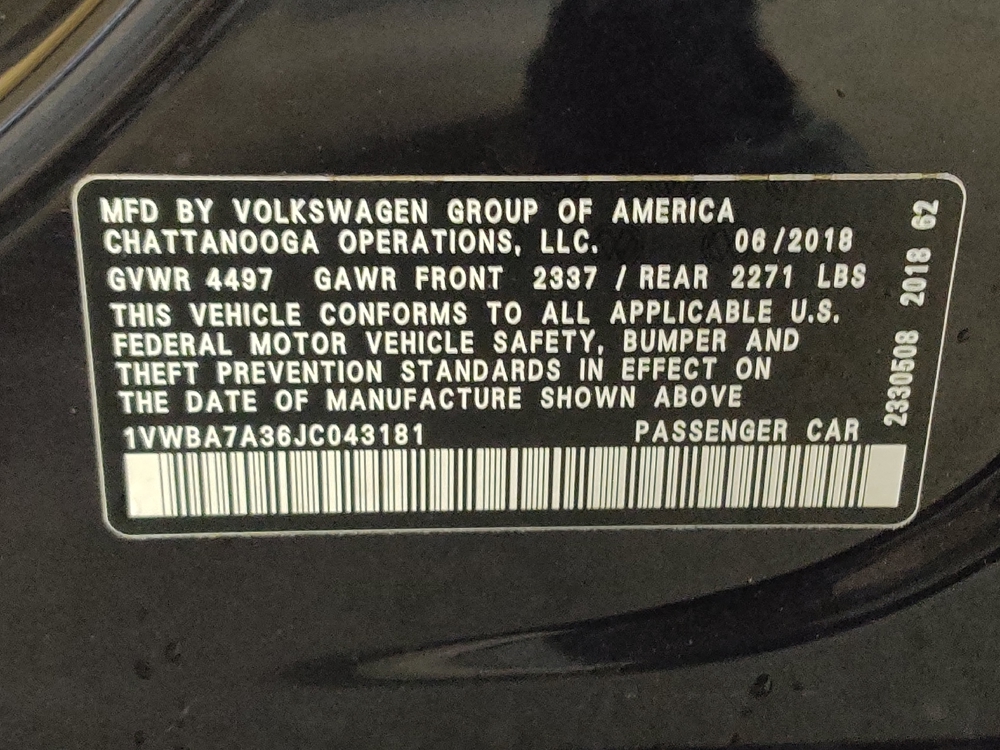 MFD BY VOLKSWAGEN GROUP OF AMERICA
CHATTANOOGA OPERATIONS, LLC. 06/2018
GVWR 4497 GAWR FRONT 2337 / REAR 2271 LBS
THIS VEHICLE CONFORMS TO ALL APPLICABLE U.S.
FEDERAL MOTOR VEHICLE SAFETY, BUMPER AND
THEFT PREVENTION STANDARDS IN EFFECT ON
THE DATE OF MANUFACTURE SHOWN ABOVE
1VWBA7A36JC043181 PASSENGER CAR
2330508 2018 62